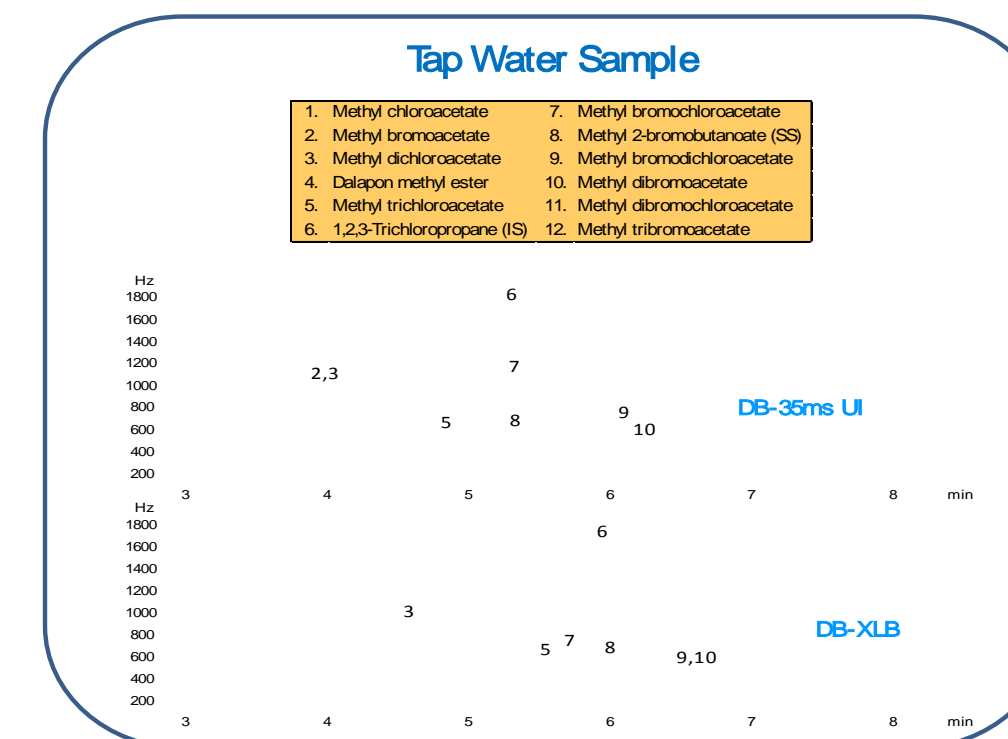 Tap Water Sample
1. Methyl chloroacetate 7. Methyl bromochloroacetate
2. Methyl bromoacetate 8. Methyl 2-bromobutanoate (SS)
3. Methyl dichloroacetate 9. Methyl bromodichloroacetate
4. Dalapon methyl ester 10. Methyl dibromoacetate
5. Methyl trichloroacetate 11. Methyl dibromochloroacetate
6. 1,2,3-Trichloropropane (IS) 12. Methyl tribromoacetate
Hz
1800 6
1600
1400
1200 7
2,3
1000
800 9 DB-35ms UI
5 8
600 10
400
200
3 4 5 6 7 8 min
Hz
1800
6
1600
1400
1200
1000 3
800 7 DB-XLB
5 8
600 9,10
400
200
3 4 5 6 7 8 min